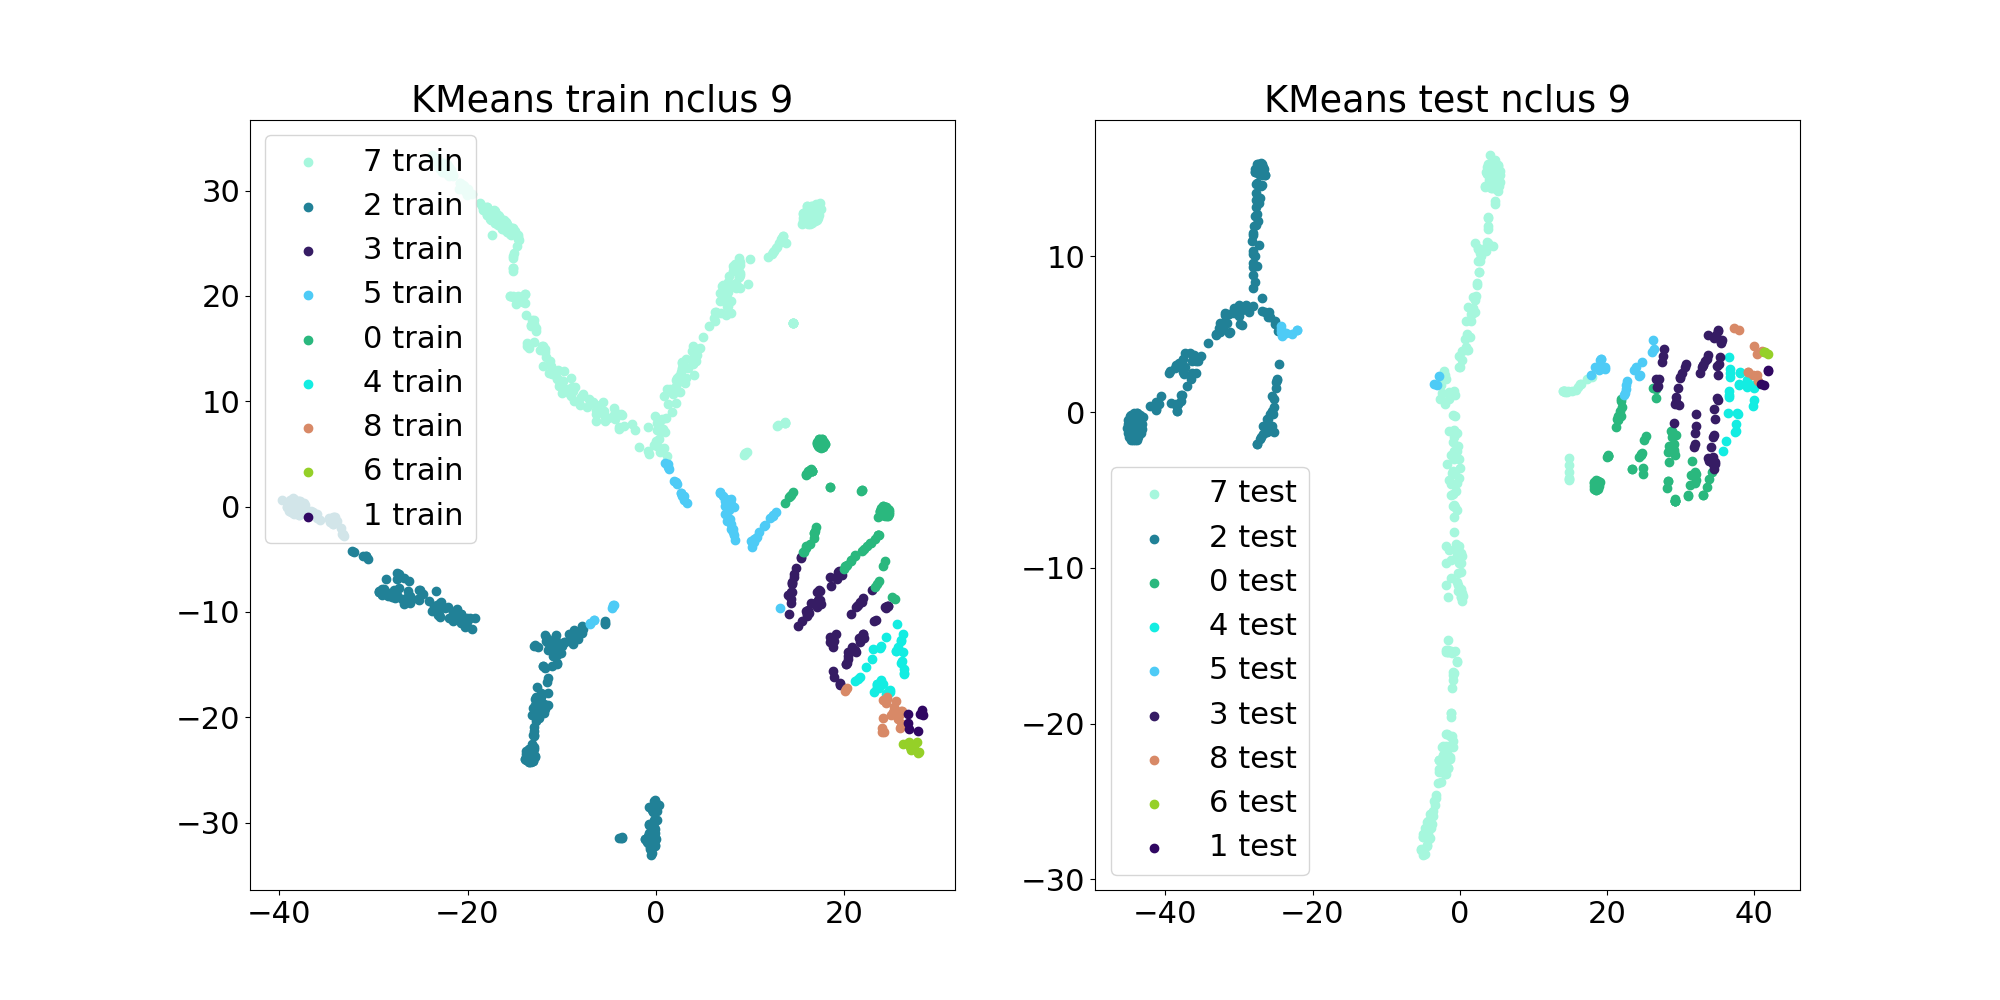 KMeans train nclus 9
30
20
10
0
−10
−20
−30
−40
−20
0
20
7 train
2 train
3 train
5 train
0 train
4 train
8 train
6 train
1 train
KMeans test nclus 9
10
0
−10
−20
−30
−40
−20
0
20
40
7 test
2 test
0 test
4 test
5 test
3 test
8 test
6 test
1 test